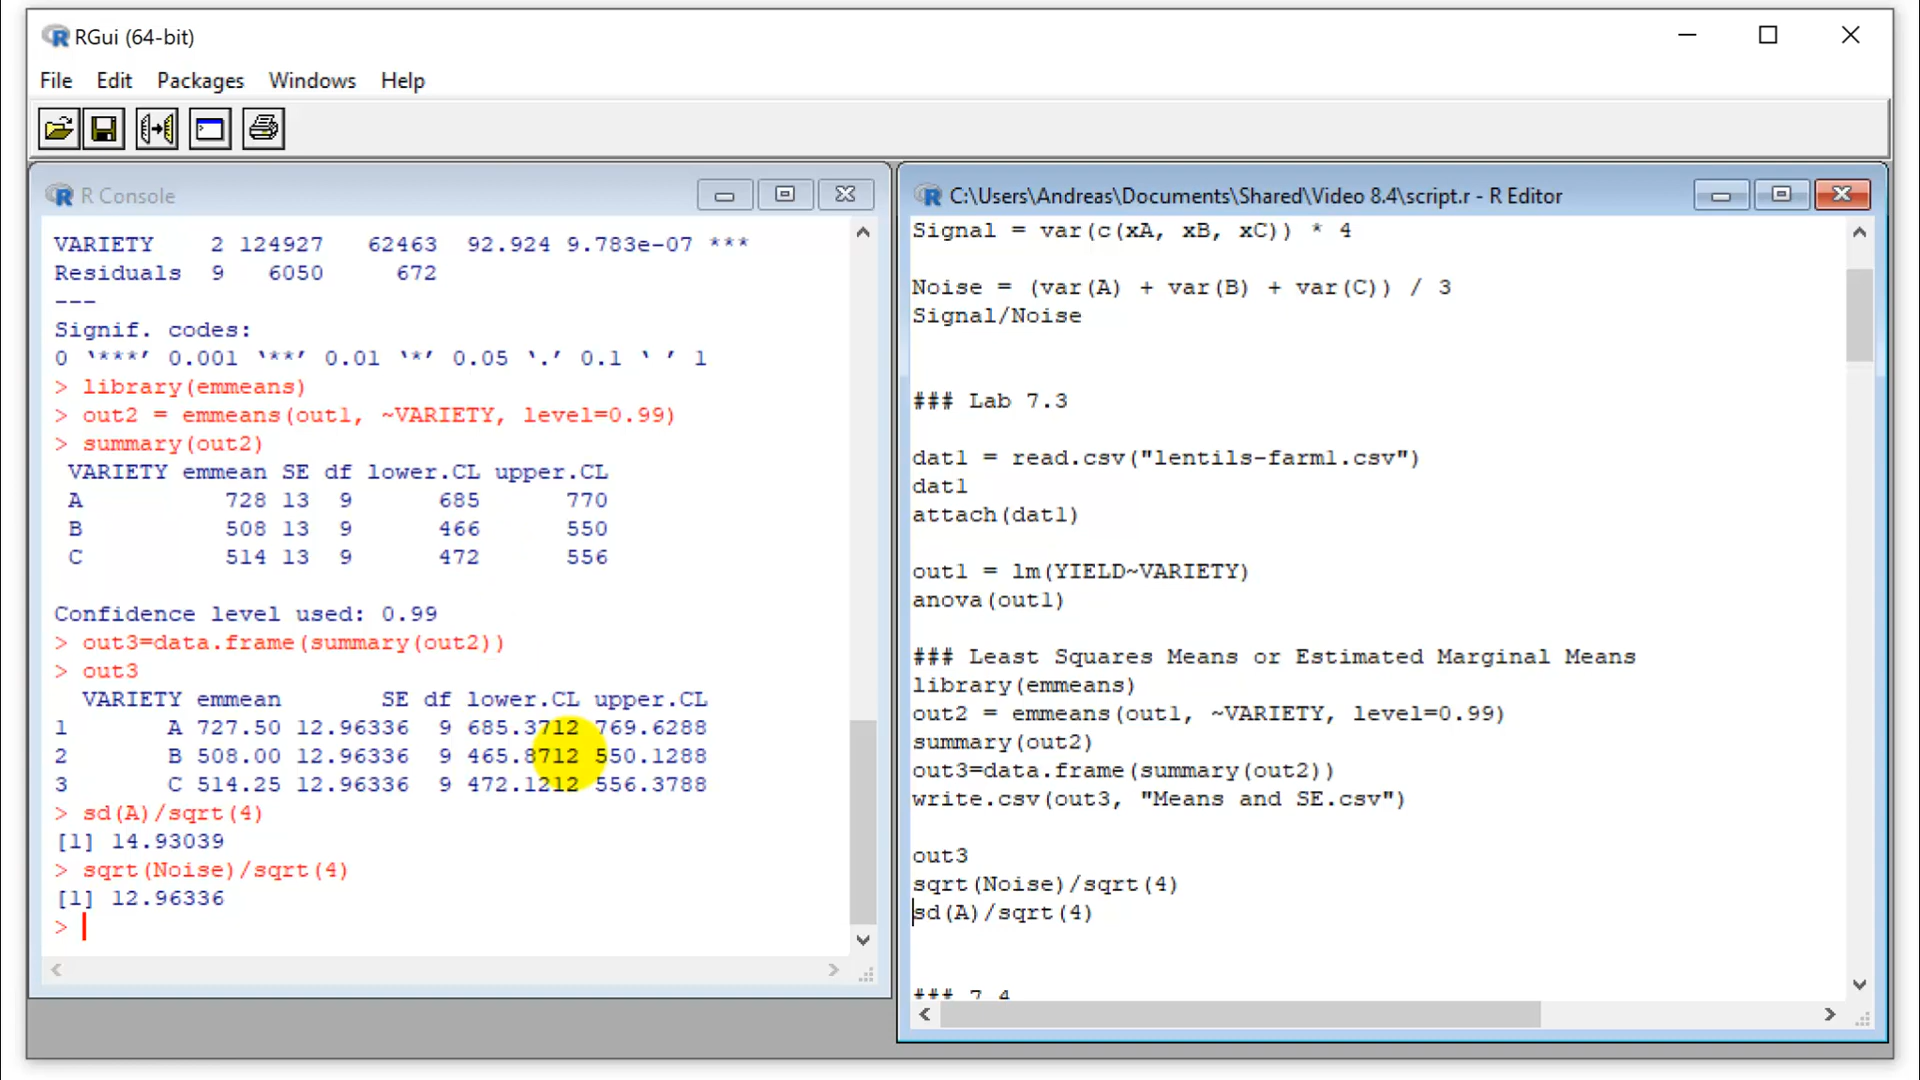 RGui (64-bit)
File Edit Packages Windows Help
R Console
VARIETY    2 124927   62463  92.924 9.783e-07 ***
Residuals  9   6050     672
---
Signif. codes:
0 ‘***’ 0.001 ‘**’ 0.01 ‘*’ 0.05 ‘.’ 0.1 ‘ ’ 1
> library(emmeans)
> out2 = emmeans(out1, ~VARIETY, level=0.99)
> summary(out2)
 VARIETY emmean SE df lower.CL upper.CL
 A          728 13  9      685      770
 B          508 13  9      466      550
 C          514 13  9      472      556
Confidence level used: 0.99
> out3=data.frame(summary(out2))
> out3
  VARIETY emmean       SE df lower.CL upper.CL
1       A 727.50 12.96336  9 685.3712 769.6288
2       B 508.00 12.96336  9 465.8712 550.1288
3       C 514.25 12.96336  9 472.1212 556.3788
> sd(A)/sqrt(4)
[1] 14.93039
> sqrt(Noise)/sqrt(4)
[1] 12.96336
>
C:\Users\Andreas\Documents\Shared\Video 8.4\script.r - R Editor
Signal = var(c(xA, xB, xC)) * 4
Noise = (var(A) + var(B) + var(C)) / 3
Signal/Noise
### Lab 7.3
dat1 = read.csv("lentils-farm1.csv")
dat1
attach(dat1)
out1 = lm(YIELD~VARIETY)
anova(out1)
### Least Squares Means or Estimated Marginal Means
library(emmeans)
out2 = emmeans(out1, ~VARIETY, level=0.99)
summary(out2)
out3=data.frame(summary(out2))
write.csv(out3, "Means and SE.csv")
out3
sqrt(Noise)/sqrt(4)
sd(A)/sqrt(4)
### 7.4